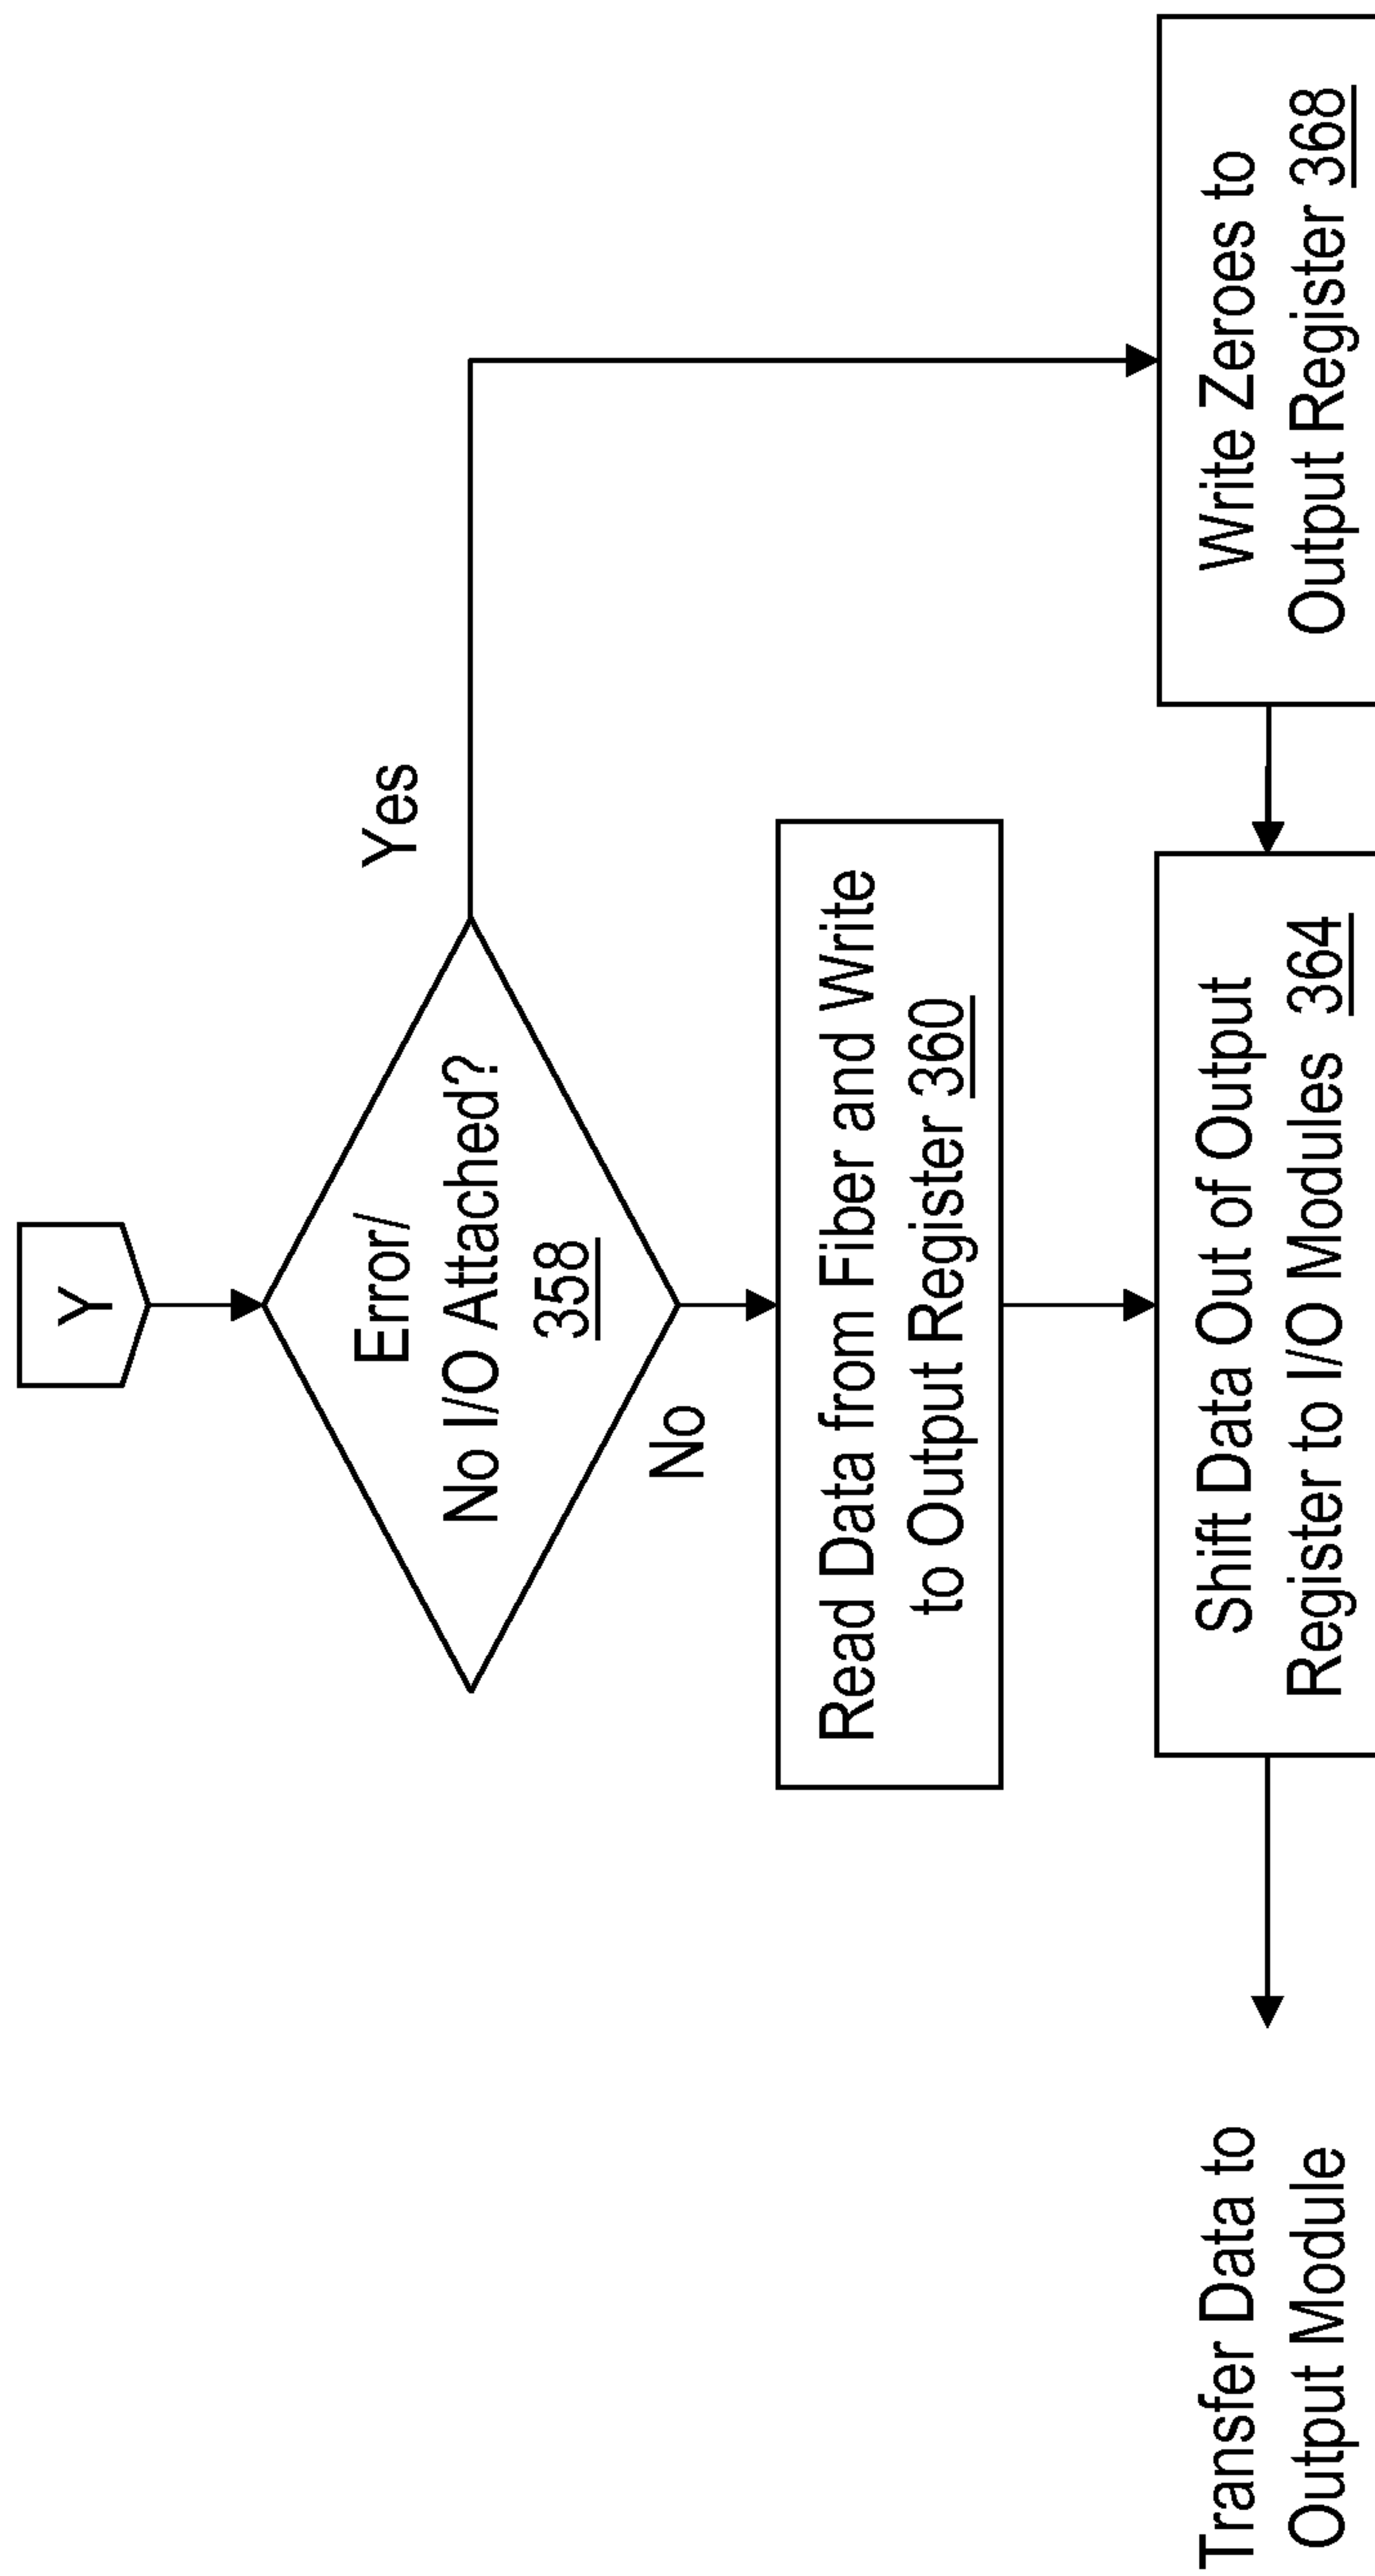 Y
Error/
No I/O Attached?
358
Yes
No
Read Data from Fiber and Write
to Output Register 360
Transfer Data to
Output Module
Shift Data Out of Output
Register to I/O Modules 364
Write Zeroes to
Output Register 368